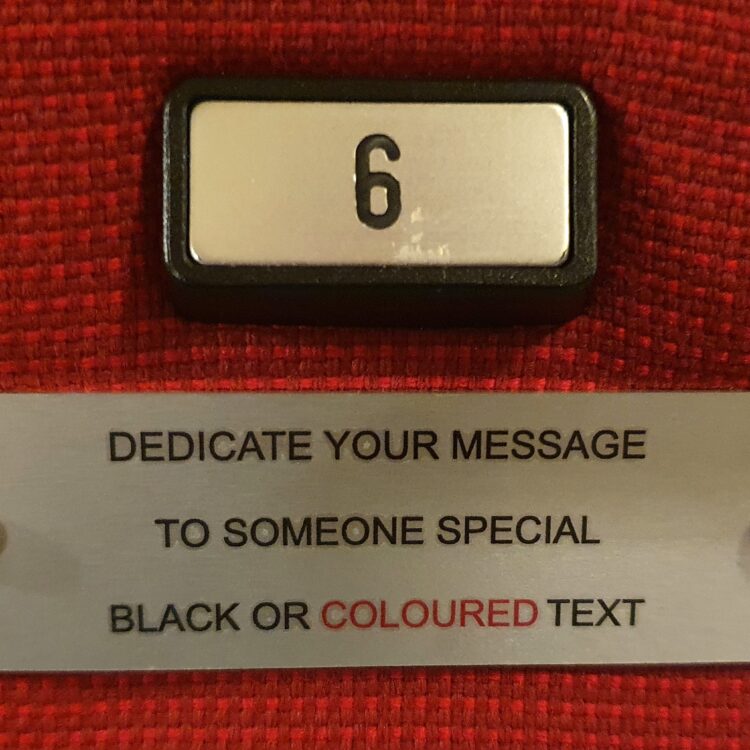 6
DEDICATE YOUR MESSAGE
TO SOMEONE SPECIAL
BLACK OR COLOURED TEXT